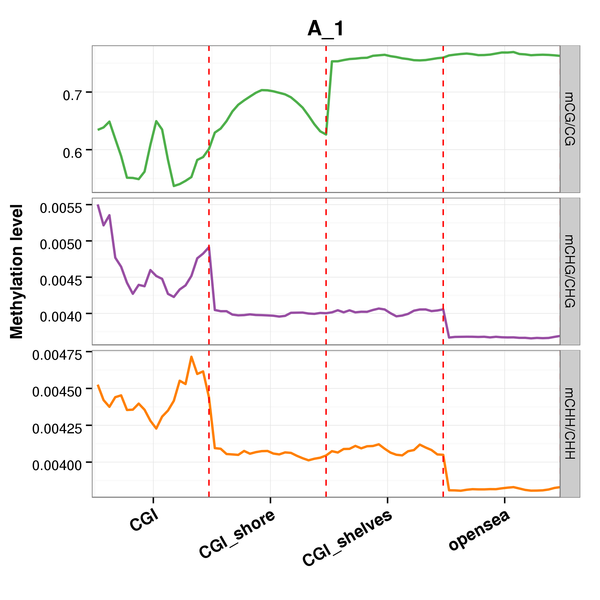 A_1
Methylation level
0.7
0.6
mCG/CG
0.0055
0.0050
0.0045
0.0040
mCHG/CHG
0.00475
0.00450
0.00425
0.00400
mCHH/CHH
CGI
CGI_shore
CGI_shelves
opensea